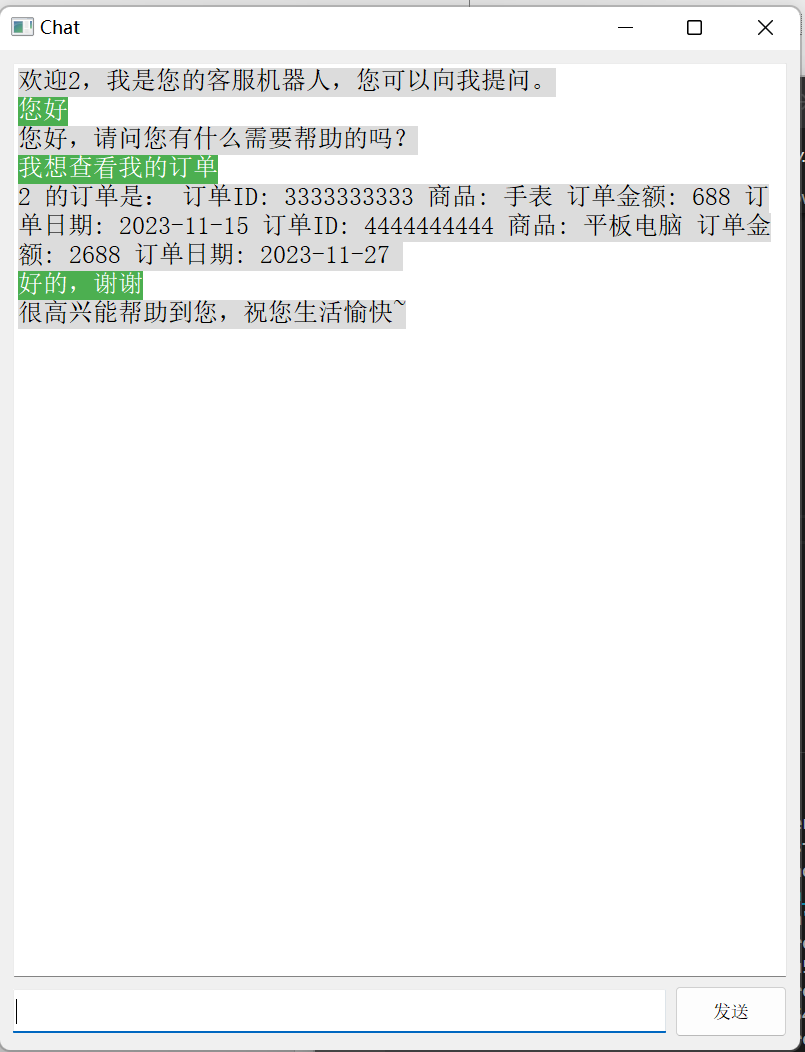 Chat
欢迎2，我是您的客服机器人，您可以向我提问。
您好
您好，请问您有什么需要帮助的吗？
我想查看我的订单
2 的订单是： 订单ID: 3333333333 商品: 手表 订单金额: 688 订
单日期: 2023-11-15 订单ID: 4444444444 商品: 平板电脑 订单金
额: 2688 订单日期: 2023-11-27
好的，谢谢
很高兴能帮助到您，祝您生活愉快~
发送